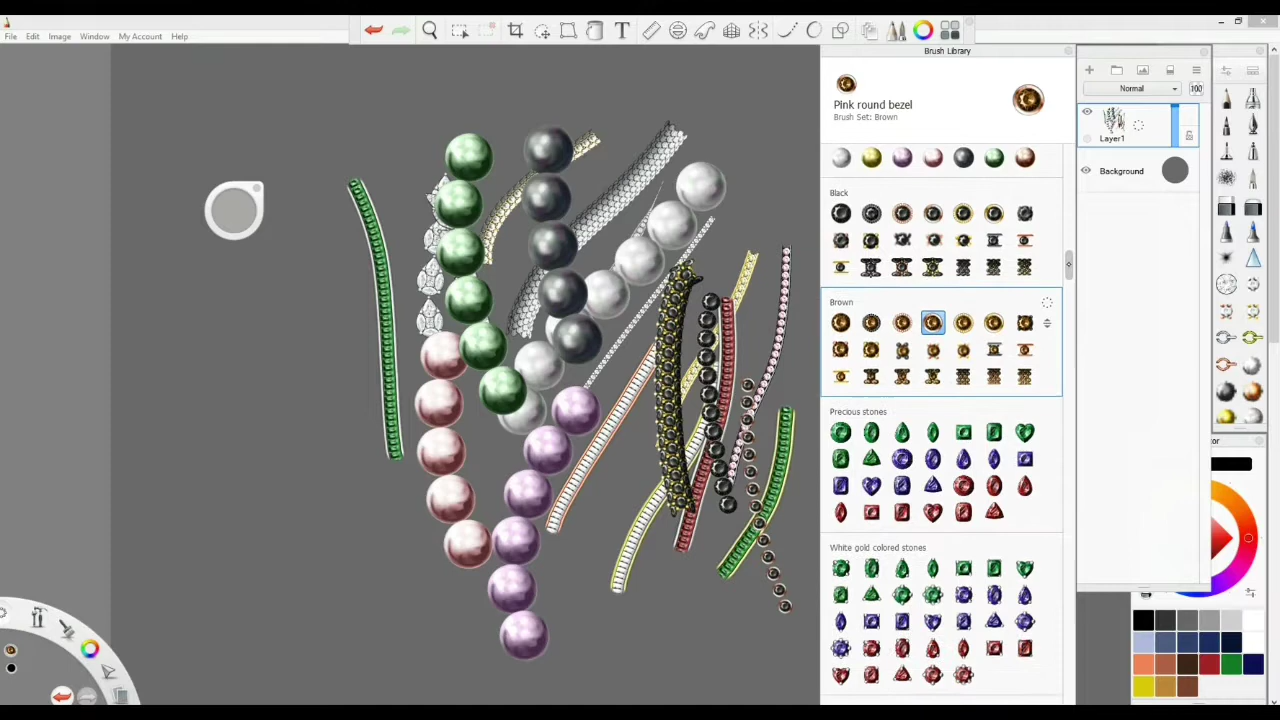 File Edit Image Window My Account Help
Brush Library
Pink round bezel
Brush Set: Brown
Normal
100
Layer1
Background
Black
Brown
Precious stones
White gold colored stones
or